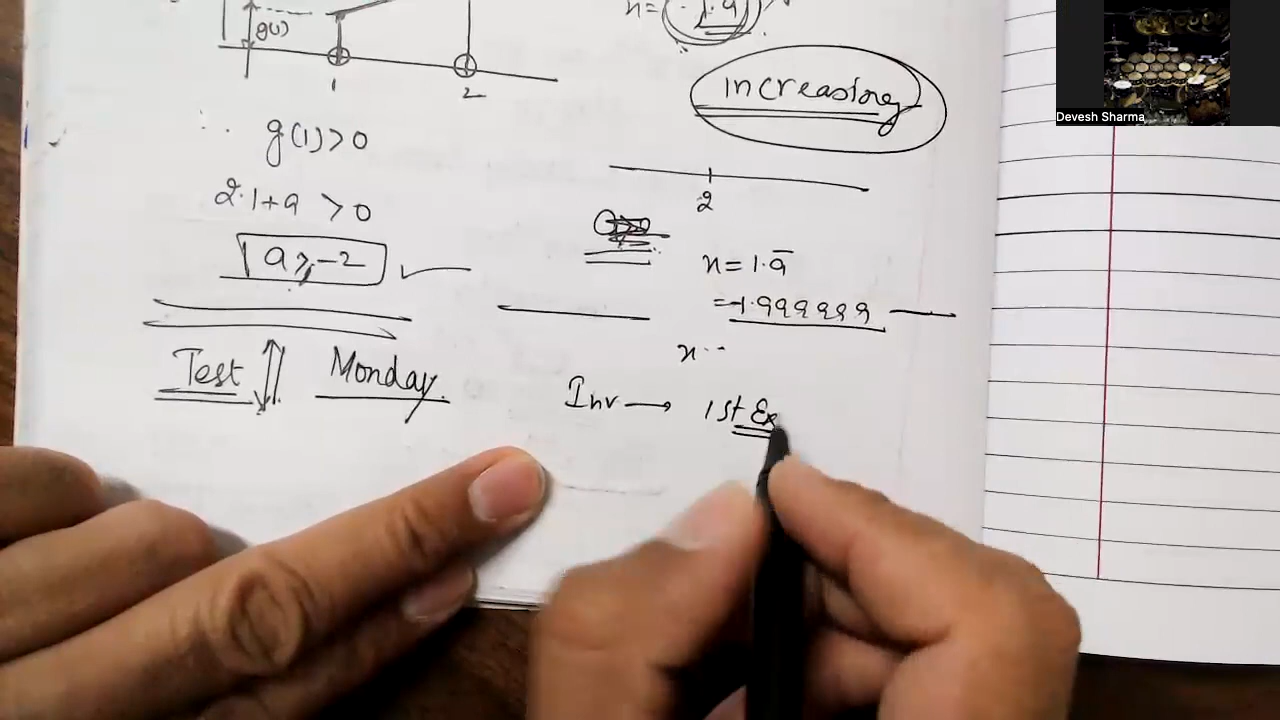 g(1)
1 2
x = 1.9
increasing
g(1) > 0
2
2·1+a > 0
a ≥ -2
x = 1.9̅
= 1.999999
x
Test Monday.
Inv → 1st Ex
Devesh Sharma